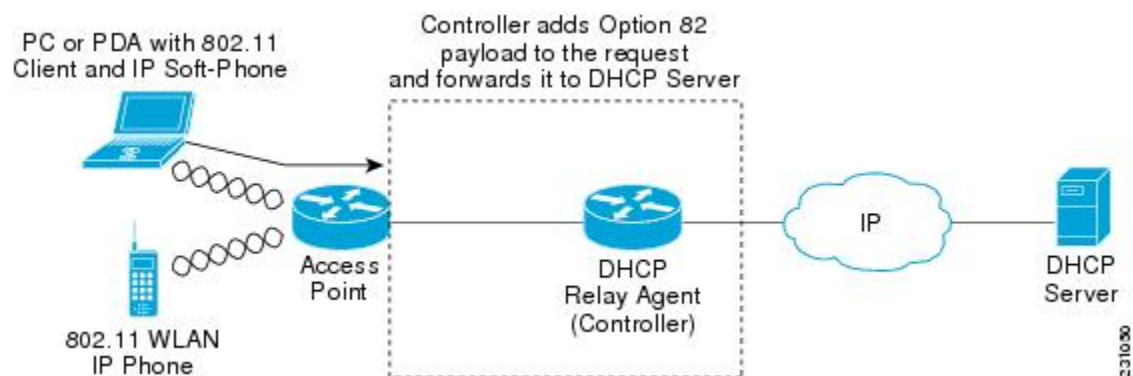 Controller adds Option 82
payload to the request
and forwards it to DHCP Server
PC or PDA with 802.11
Client and IP Soft-Phone
Access
Point
802.11 WLAN
IP Phone
DHCP
Relay Agent
(Controller)
IP
DHCP
Server
231050